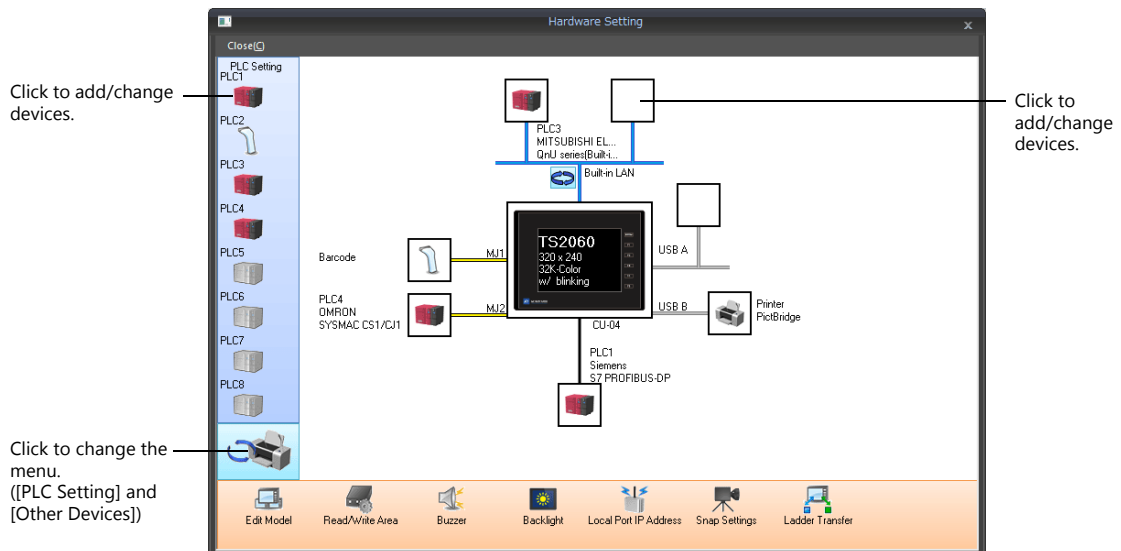 Hardware Setting
x
Close(C)
PLC Setting
PLC1
PLC2
PLC3
PLC4
PLC5
PLC6
PLC7
PLC8
Click to add/change
devices.
Click to change the
menu.
([PLC Setting] and
[Other Devices])
Click to
add/change
devices.
PLC3
MITSUBISHI EL...
QnU series(Built-i...
Built-in LAN
TS2060
320 x 240
32K-Color
w/ blinking
Barcode
MJ1
PLC4
OMRON
SYSMAC CS1/CJ1
MJ2
USB A
USB B
Printer
PictBridge
CU-04
PLC1
Siemens
S7 PROFIBUS-DP
Edit Model
Read/Write Area
Buzzer
Backlight
Local Port IP Address
Snap Settings
Ladder Transfer